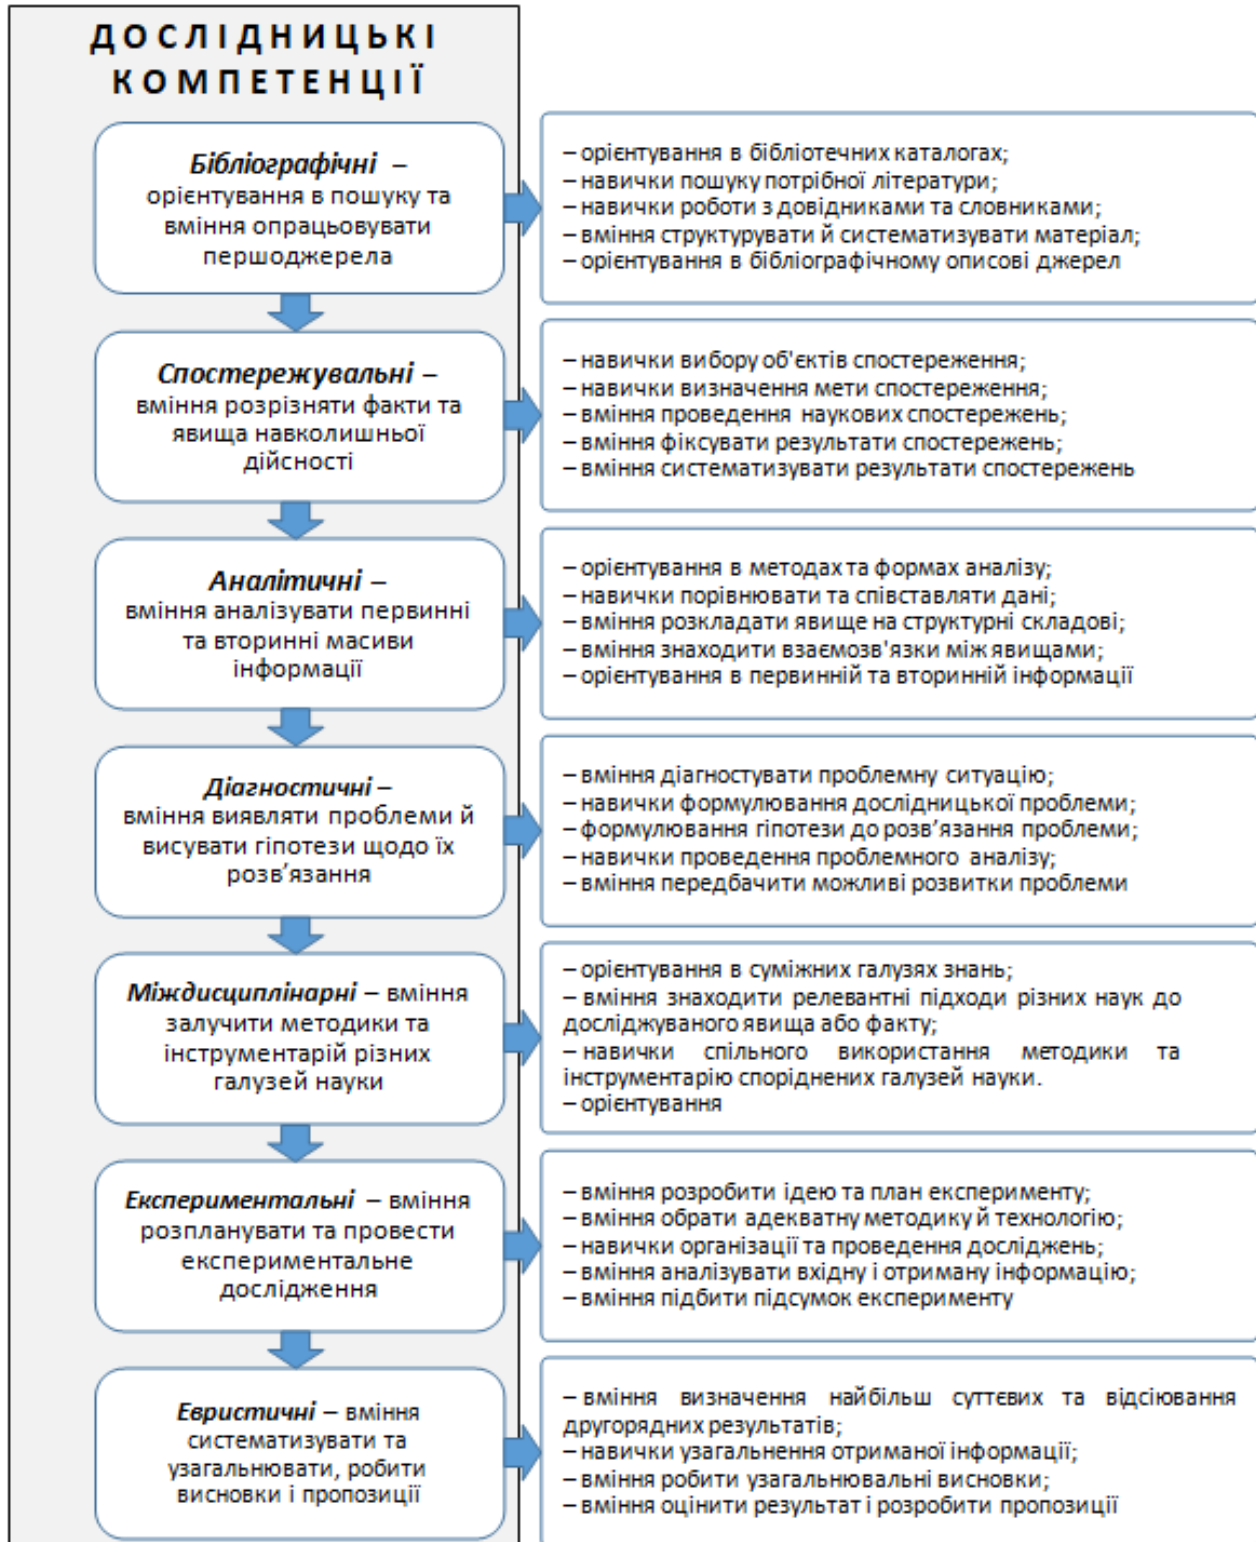 ДОСЛІДНИЦЬКІ
КОМПЕТЕНЦІЇ
Бібліографічні –
орієнтування в пошуку та
вміння опрацьовувати
першоджерела
– орієнтування в бібліотечних каталогах;
– навички пошуку потрібної літератури;
– навички роботи з довідниками та словниками;
– вміння структурувати й систематизувати матеріал;
– орієнтування в бібліографічному описові джерел
Спостережувальні –
вміння розрізняти факти та
явища навколишньої
дійсності
– навички вибору об'єктів спостереження;
– навички визначення мети спостереження;
– вміння проведення наукових спостережень;
– вміння фіксувати результати спостережень;
– вміння систематизувати результати спостережень
Аналітичні –
вміння аналізувати первинні
та вторинні масиви
інформації
– орієнтування в методах та формах аналізу;
– навички порівнювати та співставляти дані;
– вміння розкладати явище на структурні складові;
– вміння знаходити взаємозв'язки між явищами;
– орієнтування в первинній та вторинній інформації
Діагностичні –
вміння виявляти проблеми й
висувати гіпотези щодо їх
розв’язання
– вміння діагностувати проблемну ситуацію;
– навички формулювання дослідницької проблеми;
– формулювання гіпотези до розв’язання проблеми;
– навички проведення проблемного аналізу;
– вміння передбачити можливі розвитки проблеми
Міждисциплінарні – вміння
залучити методики та
інструментарій різних
галузей науки
– орієнтування в суміжних галузях знань;
– вміння знаходити релевантні підходи різних наук до
досліджуваного явища або факту;
– навички спільного використання методики та
інструментарію споріднених галузей науки.
– орієнтування
Експериментальні – вміння
розпланувати та провести
експериментальне
дослідження
– вміння розробити ідею та план експерименту;
– вміння обрати адекватну методику й технологію;
– навички організації та проведення досліджень;
– вміння аналізувати вхідну і отриману інформацію;
– вміння підбити підсумок експерименту
Евристичні – вміння
систематизувати та
узагальнювати, робити
висновки і пропозиції
– вміння визначення найбільш суттєвих та відсіювання
другорядних результатів;
– навички узагальнення отриманої інформації;
– вміння робити узагальнювальні висновки;
– вміння оцінити результат і розробити пропозиції